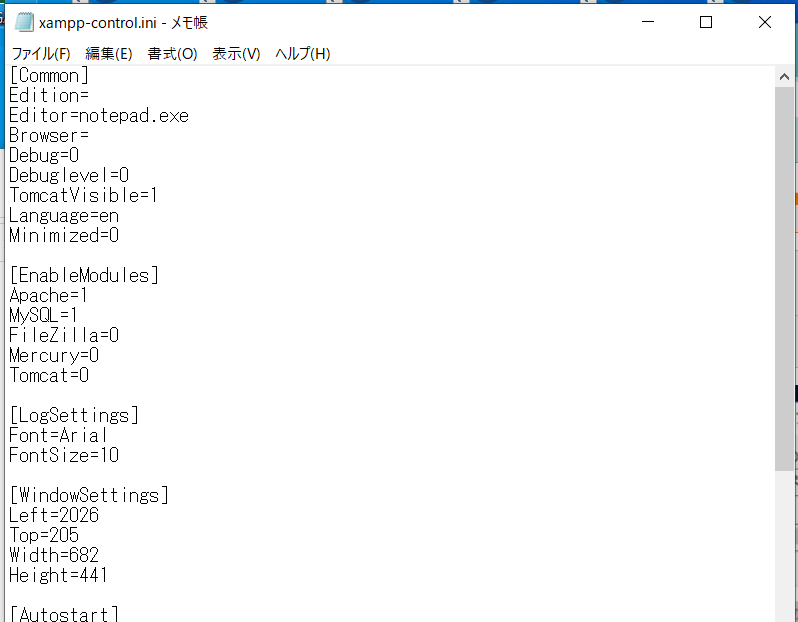 xampp-control.ini - メモ帳
ファイル(F) 編集(E) 書式(O) 表示(V) ヘルプ(H)
[Common]
Edition=
Editor=notepad.exe
Browser=
Debug=0
Debuglevel=0
TomcatVisible=1
Language=en
Minimized=0
[EnableModules]
Apache=1
MySQL=1
FileZilla=0
Mercury=0
Tomcat=0
[LogSettings]
Font=Arial
FontSize=10
[WindowSettings]
Left=2026
Top=205
Width=682
Height=441
[Autostart]